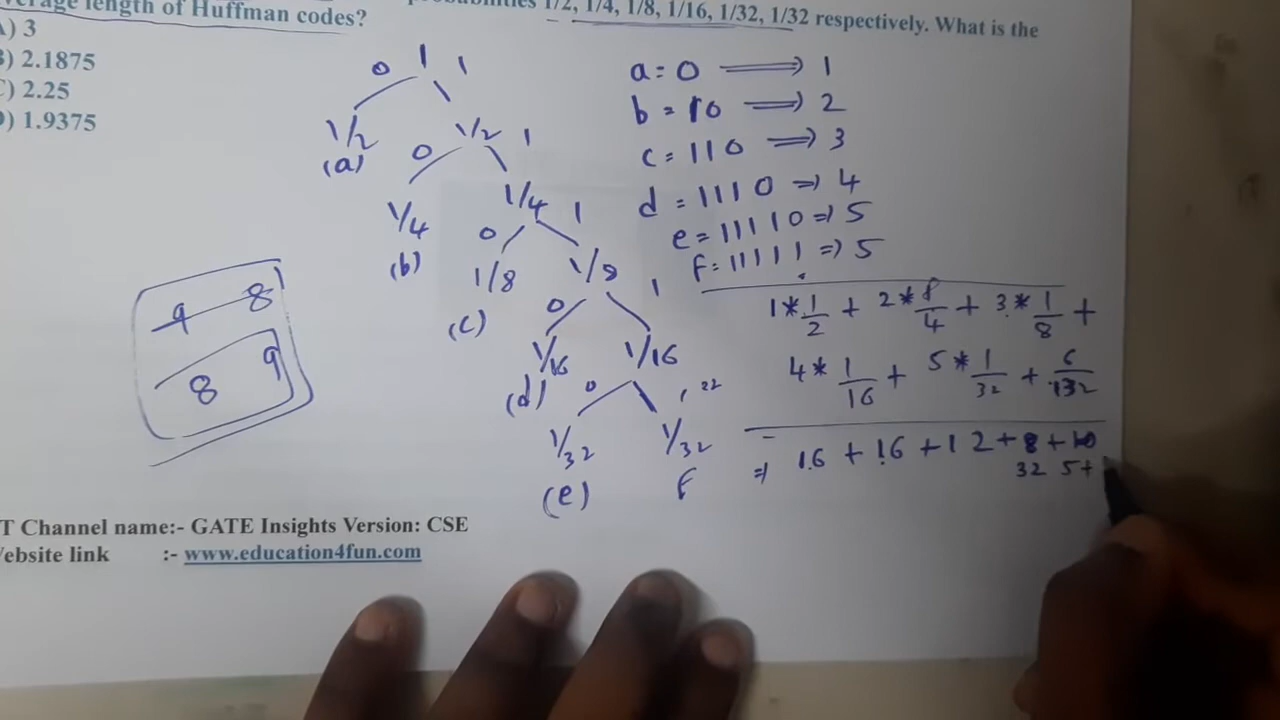 probabilities 1/2, 1/4, 1/8, 1/16, 1/32, 1/32 respectively. What is the
average length of Huffman codes?
A) 3
B) 2.1875
C) 2.25
D) 1.9375
0 1 1
1/2 1/2
(a) 0 1
1/4 1/4
(b) 0 1
1/8 1/8
(c) 0 1
1/16 1/16
(d) 0 1
1/32 1/32
(e) F
9 8
8 9
a = 0 ⟹ 1
b = 10 ⟹ 2
c = 110 ⟹ 3
d = 1110 ⟹ 4
e = 11110 ⟹ 5
F = 11111 ⟹ 5
1*1/2 + 2*8/4 + 3*1/8 +
4*1/16 + 5*1/32 +
⟹ 16 + 16 + 12 + 8 + 10
32 5+
T Channel name:- GATE Insights Version: CSE
Website link :- www.education4fun.com